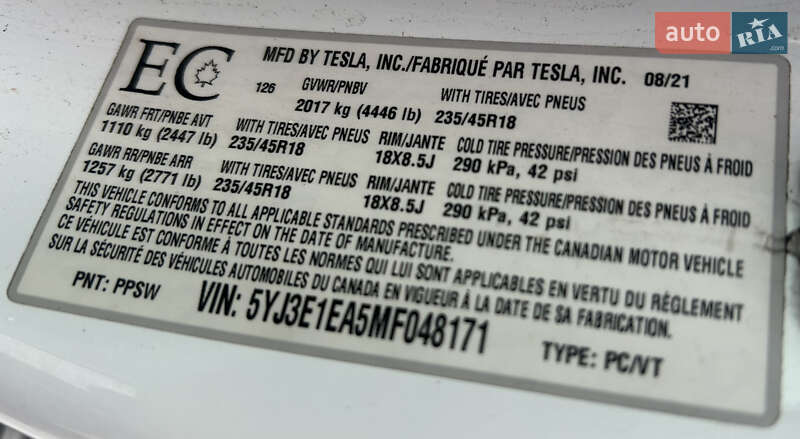 auto RIA.com
EC
MFD BY TESLA, INC./FABRIQUÉ PAR TESLA, INC. 08/21
126 GVWR/PNBV WITH TIRES/AVEC PNEUS
2017 kg (4446 lb) 235/45R18
GAWR FRT/PNBE AVT WITH TIRES/AVEC PNEUS RIM/JANTE COLD TIRE PRESSURE/PRESSION DES PNEUS À FROID
1110 kg (2447 lb) 235/45R18 18X8.5J 290 kPa, 42 psi
GAWR RR/PNBE ARR WITH TIRES/AVEC PNEUS RIM/JANTE COLD TIRE PRESSURE/PRESSION DES PNEUS À FROID
1257 kg (2771 lb) 235/45R18 18X8.5J 290 kPa, 42 psi
THIS VEHICLE CONFORMS TO ALL APPLICABLE STANDARDS PRESCRIBED UNDER THE CANADIAN MOTOR VEHICLE
SAFETY REGULATIONS IN EFFECT ON THE DATE OF MANUFACTURE.
CE VÉHICULE EST CONFORME À TOUTES LES NORMES QUI LUI SONT APPLICABLES EN VERTU DU RÉGLEMENT
SUR LA SÉCURITÉ DES VÉHICULES AUTOMOBILES DU CANADA EN VIGUEUR À LA DATE DE SA FABRICATION.
PNT: PPSW VIN: 5YJ3E1EA5MF048171 TYPE: PC/VT